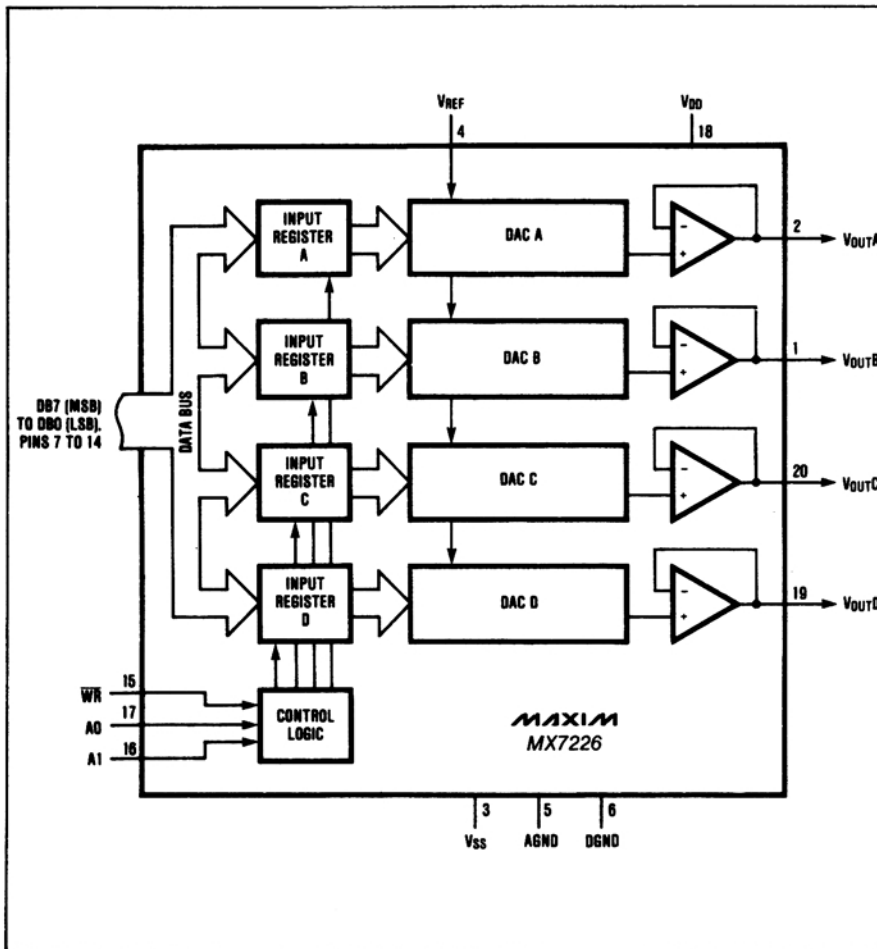 VREF
4
VDD
18
INPUT
REGISTER
A
DAC A
-
+
2
VOUTA
INPUT
REGISTER
B
DAC B
-
+
1
VOUTB
DB7 (MSB)
TO DB0 (LSB),
PINS 7 TO 14
DATA BUS
INPUT
REGISTER
C
DAC C
-
+
20
VOUTC
INPUT
REGISTER
D
DAC D
-
+
19
VOUTD
WR
15
A0
17
A1
16
CONTROL
LOGIC
MAXIM
MX7226
3
VSS
5
AGND
6
DGND